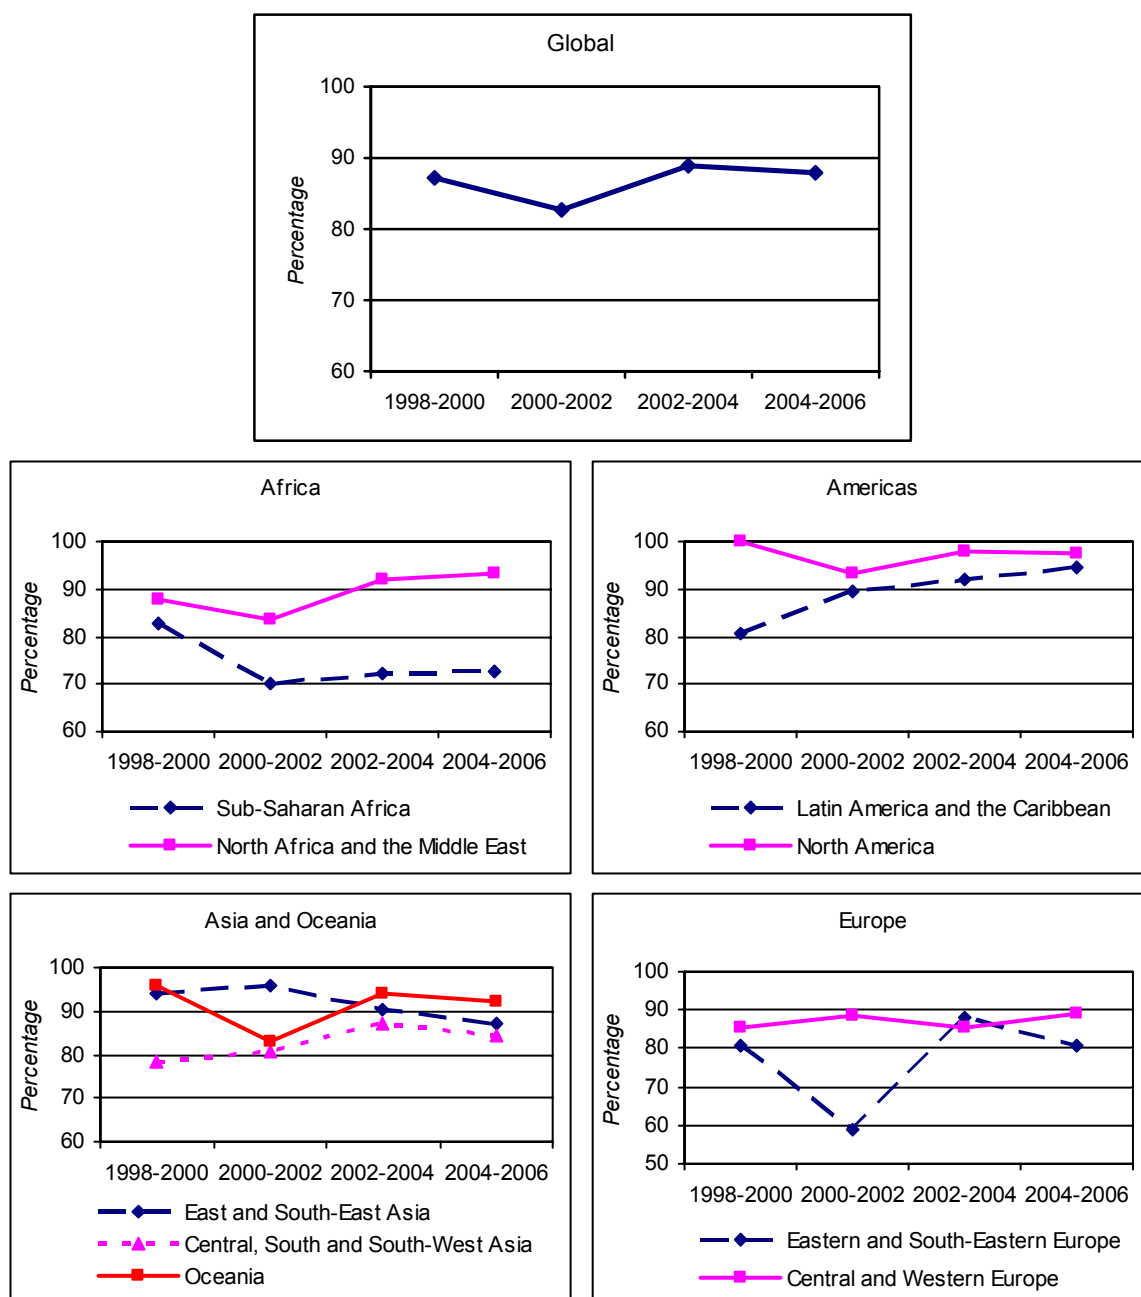 Global
Percentage
100
90
80
70
60
1998-2000 2000-2002 2002-2004 2004-2006
Africa
Percentage
100
90
80
70
60
1998-2000 2000-2002 2002-2004 2004-2006
Sub-Saharan Africa
North Africa and the Middle East
Americas
Percentage
100
90
80
70
60
1998-2000 2000-2002 2002-2004 2004-2006
Latin America and the Caribbean
North America
Asia and Oceania
Percentage
100
90
80
70
60
1998-2000 2000-2002 2002-2004 2004-2006
East and South-East Asia
Central, South and South-West Asia
Oceania
Europe
Percentage
100
90
80
70
60
50
1998-2000 2000-2002 2002-2004 2004-2006
Eastern and South-Eastern Europe
Central and Western Europe